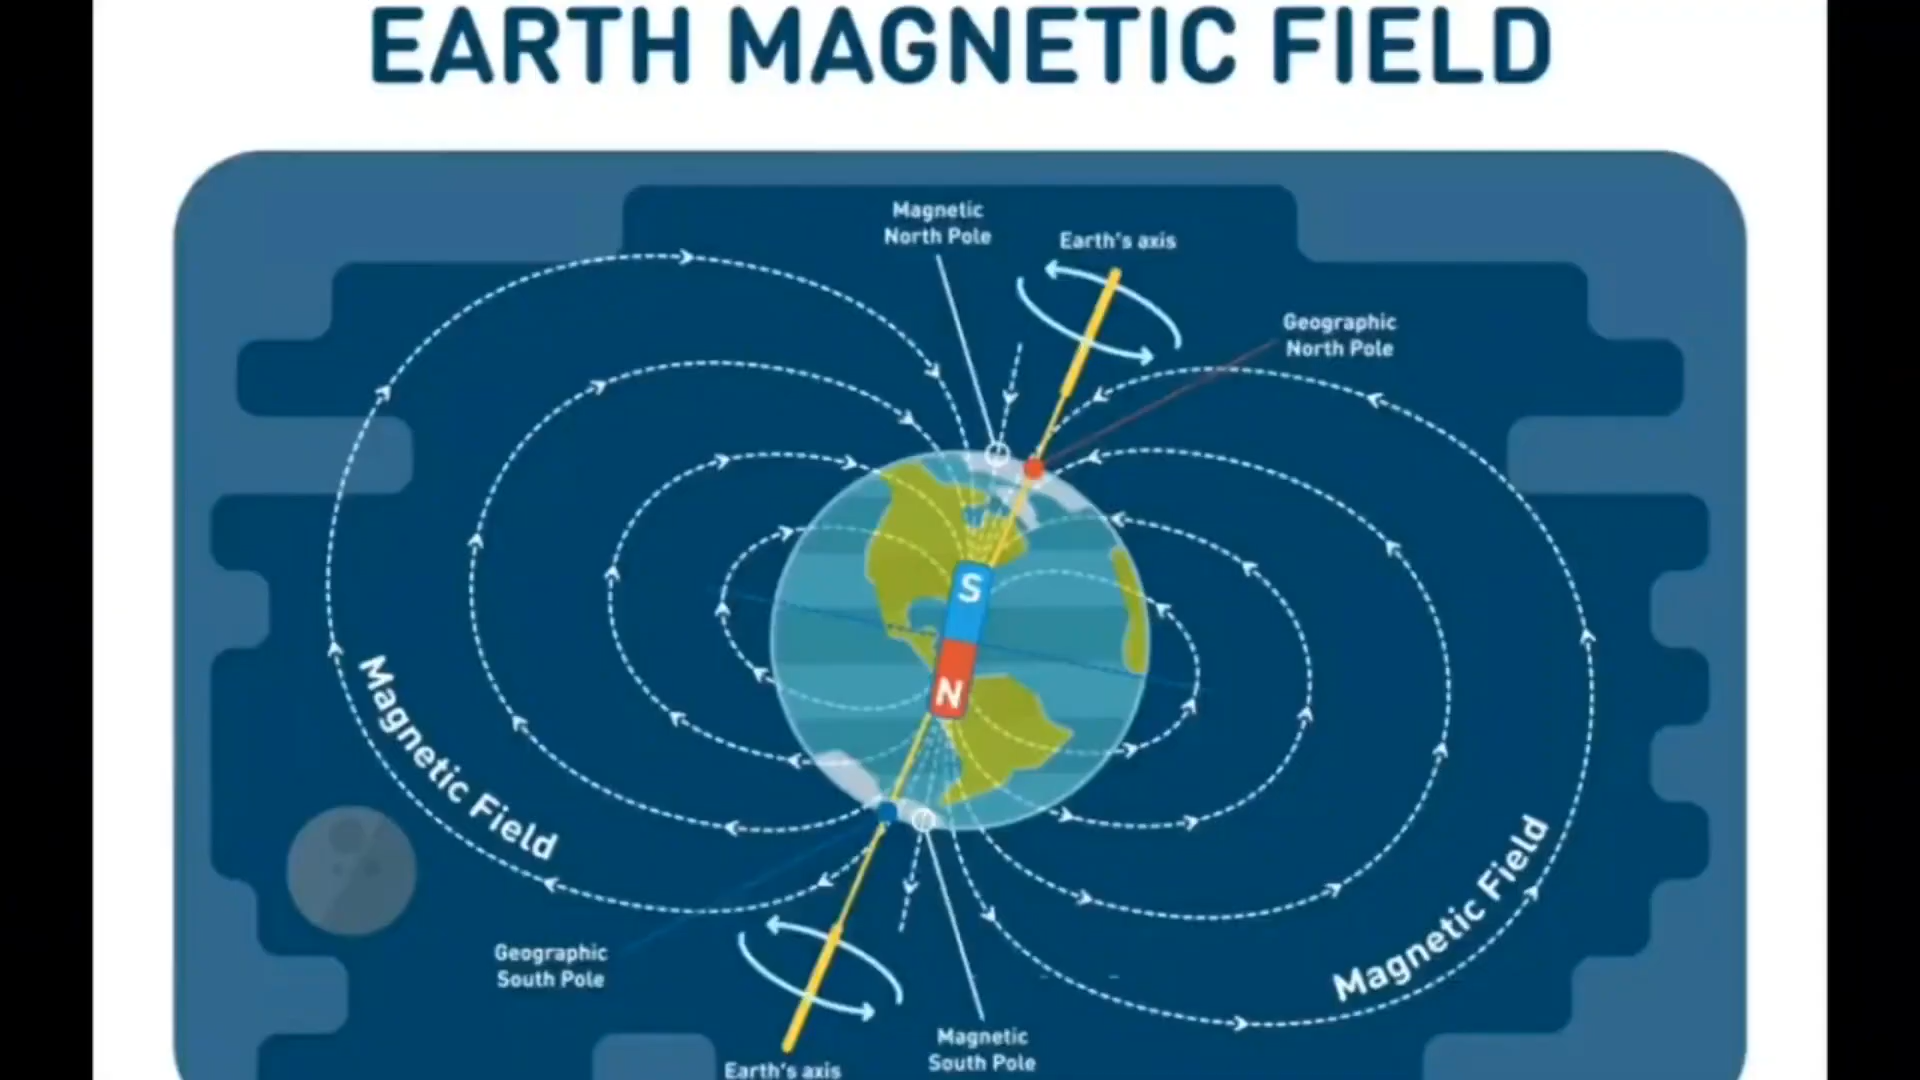 EARTH MAGNETIC FIELD
Magnetic
North Pole
Earth's axis
Geographic
North Pole
S
N
Magnetic Field
Magnetic Field
Geographic
South Pole
Magnetic
South Pole
Earth's axis